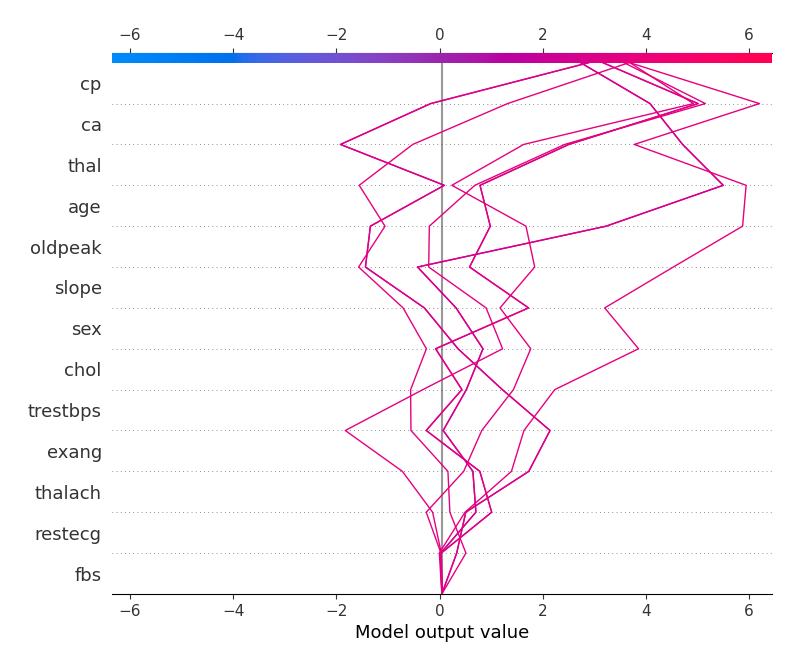 −6 −4 −2 0 2 4 6
cp
ca
thal
age
oldpeak
slope
sex
chol
trestbps
exang
thalach
restecg
fbs
−6 −4 −2 0 2 4 6
Model output value